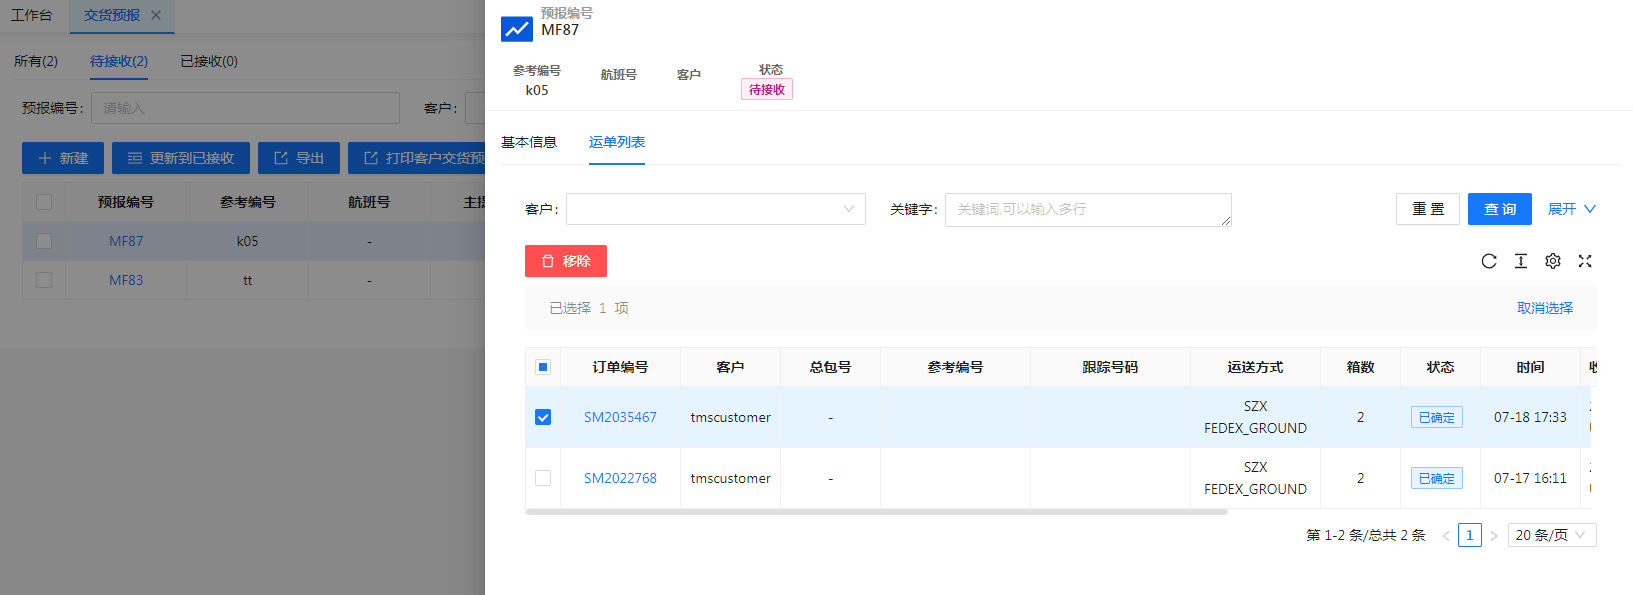 工作台
交货预报
所有(2)
待接收(2)
已接收(0)
预报编号：
请输入
客户：
新建
更新到已接收
导出
打印客户交货预
预报编号
参考编号
航班号
主提
MF87
k05
-
MF83
tt
-
预报编号
MF87
参考编号
航班号
客户
状态
k05
待接收
基本信息
运单列表
客户：
关键字：
关键词,可以输入多行
重 置
查 询
展开
移除
已选择 1 项
取消选择
订单编号
客户
总包号
参考编号
跟踪号码
运送方式
箱数
状态
时间
SM2035467
tmscustomer
-
SZX
FEDEX_GROUND
2
已确定
07-18 17:33
SM2022768
tmscustomer
-
SZX
FEDEX_GROUND
2
已确定
07-17 16:11
第 1-2 条/总共 2 条
1
20 条/页